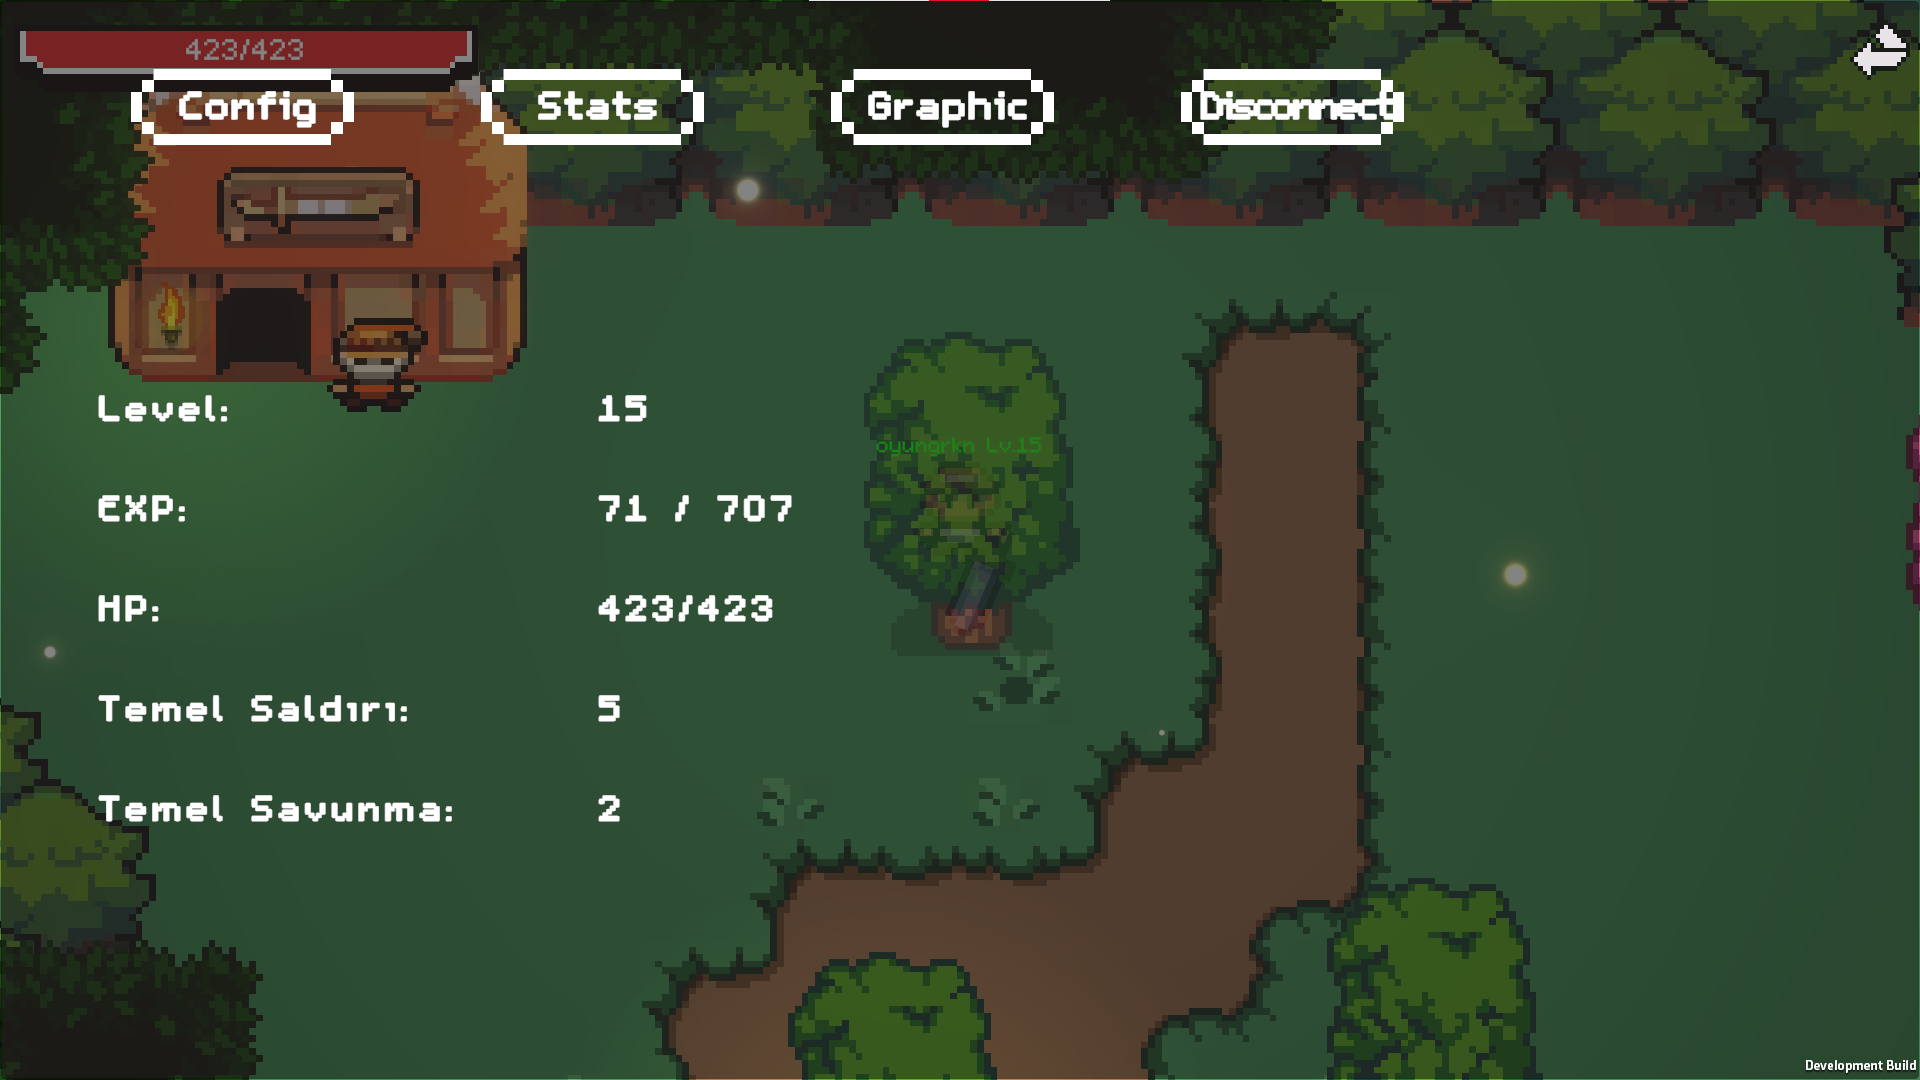 423/423
Config Stats Graphic Disconnect
Level: 15
oyungrkn Lv.15
EXP: 71 / 707
HP: 423/423
Temel Saldırı: 5
Temel Savunma: 2
Development Build